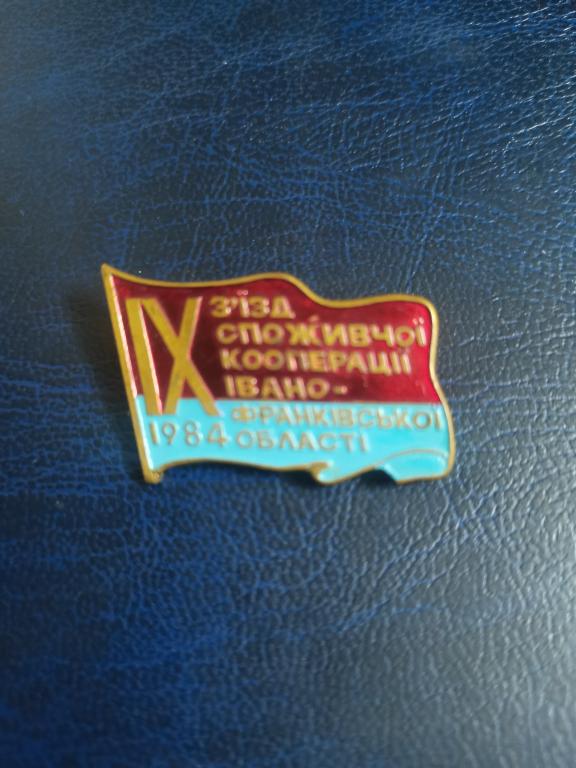 IX З'ЇЗД
СПОЖИВЧОЇ
КООПЕРАЦІЇ
ІВАНО-
ФРАНКІВСЬКОЇ
1984 ОБЛАСТІ